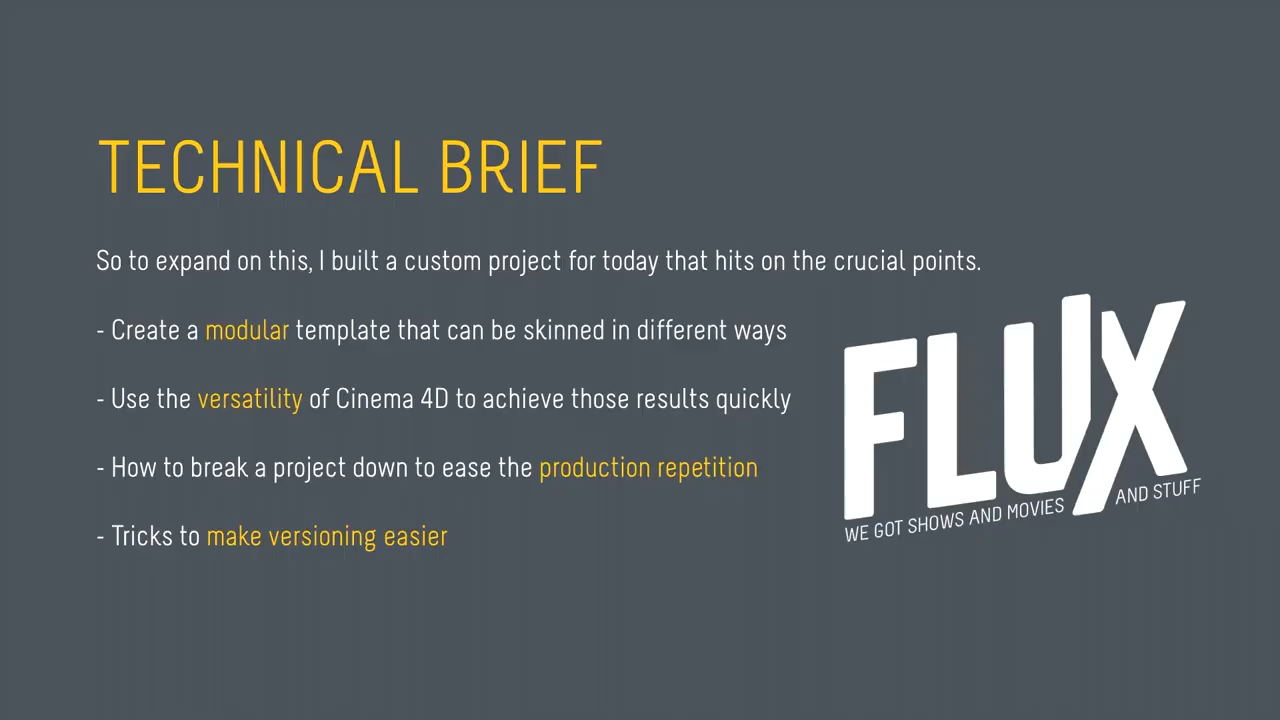 TECHNICAL BRIEF
So to expand on this, I built a custom project for today that hits on the crucial points.
- Create a modular template that can be skinned in different ways
- Use the versatility of Cinema 4D to achieve those results quickly
- How to break a project down to ease the production repetition
- Tricks to make versioning easier
FLUX
WE GOT SHOWS AND MOVIES AND STUFF